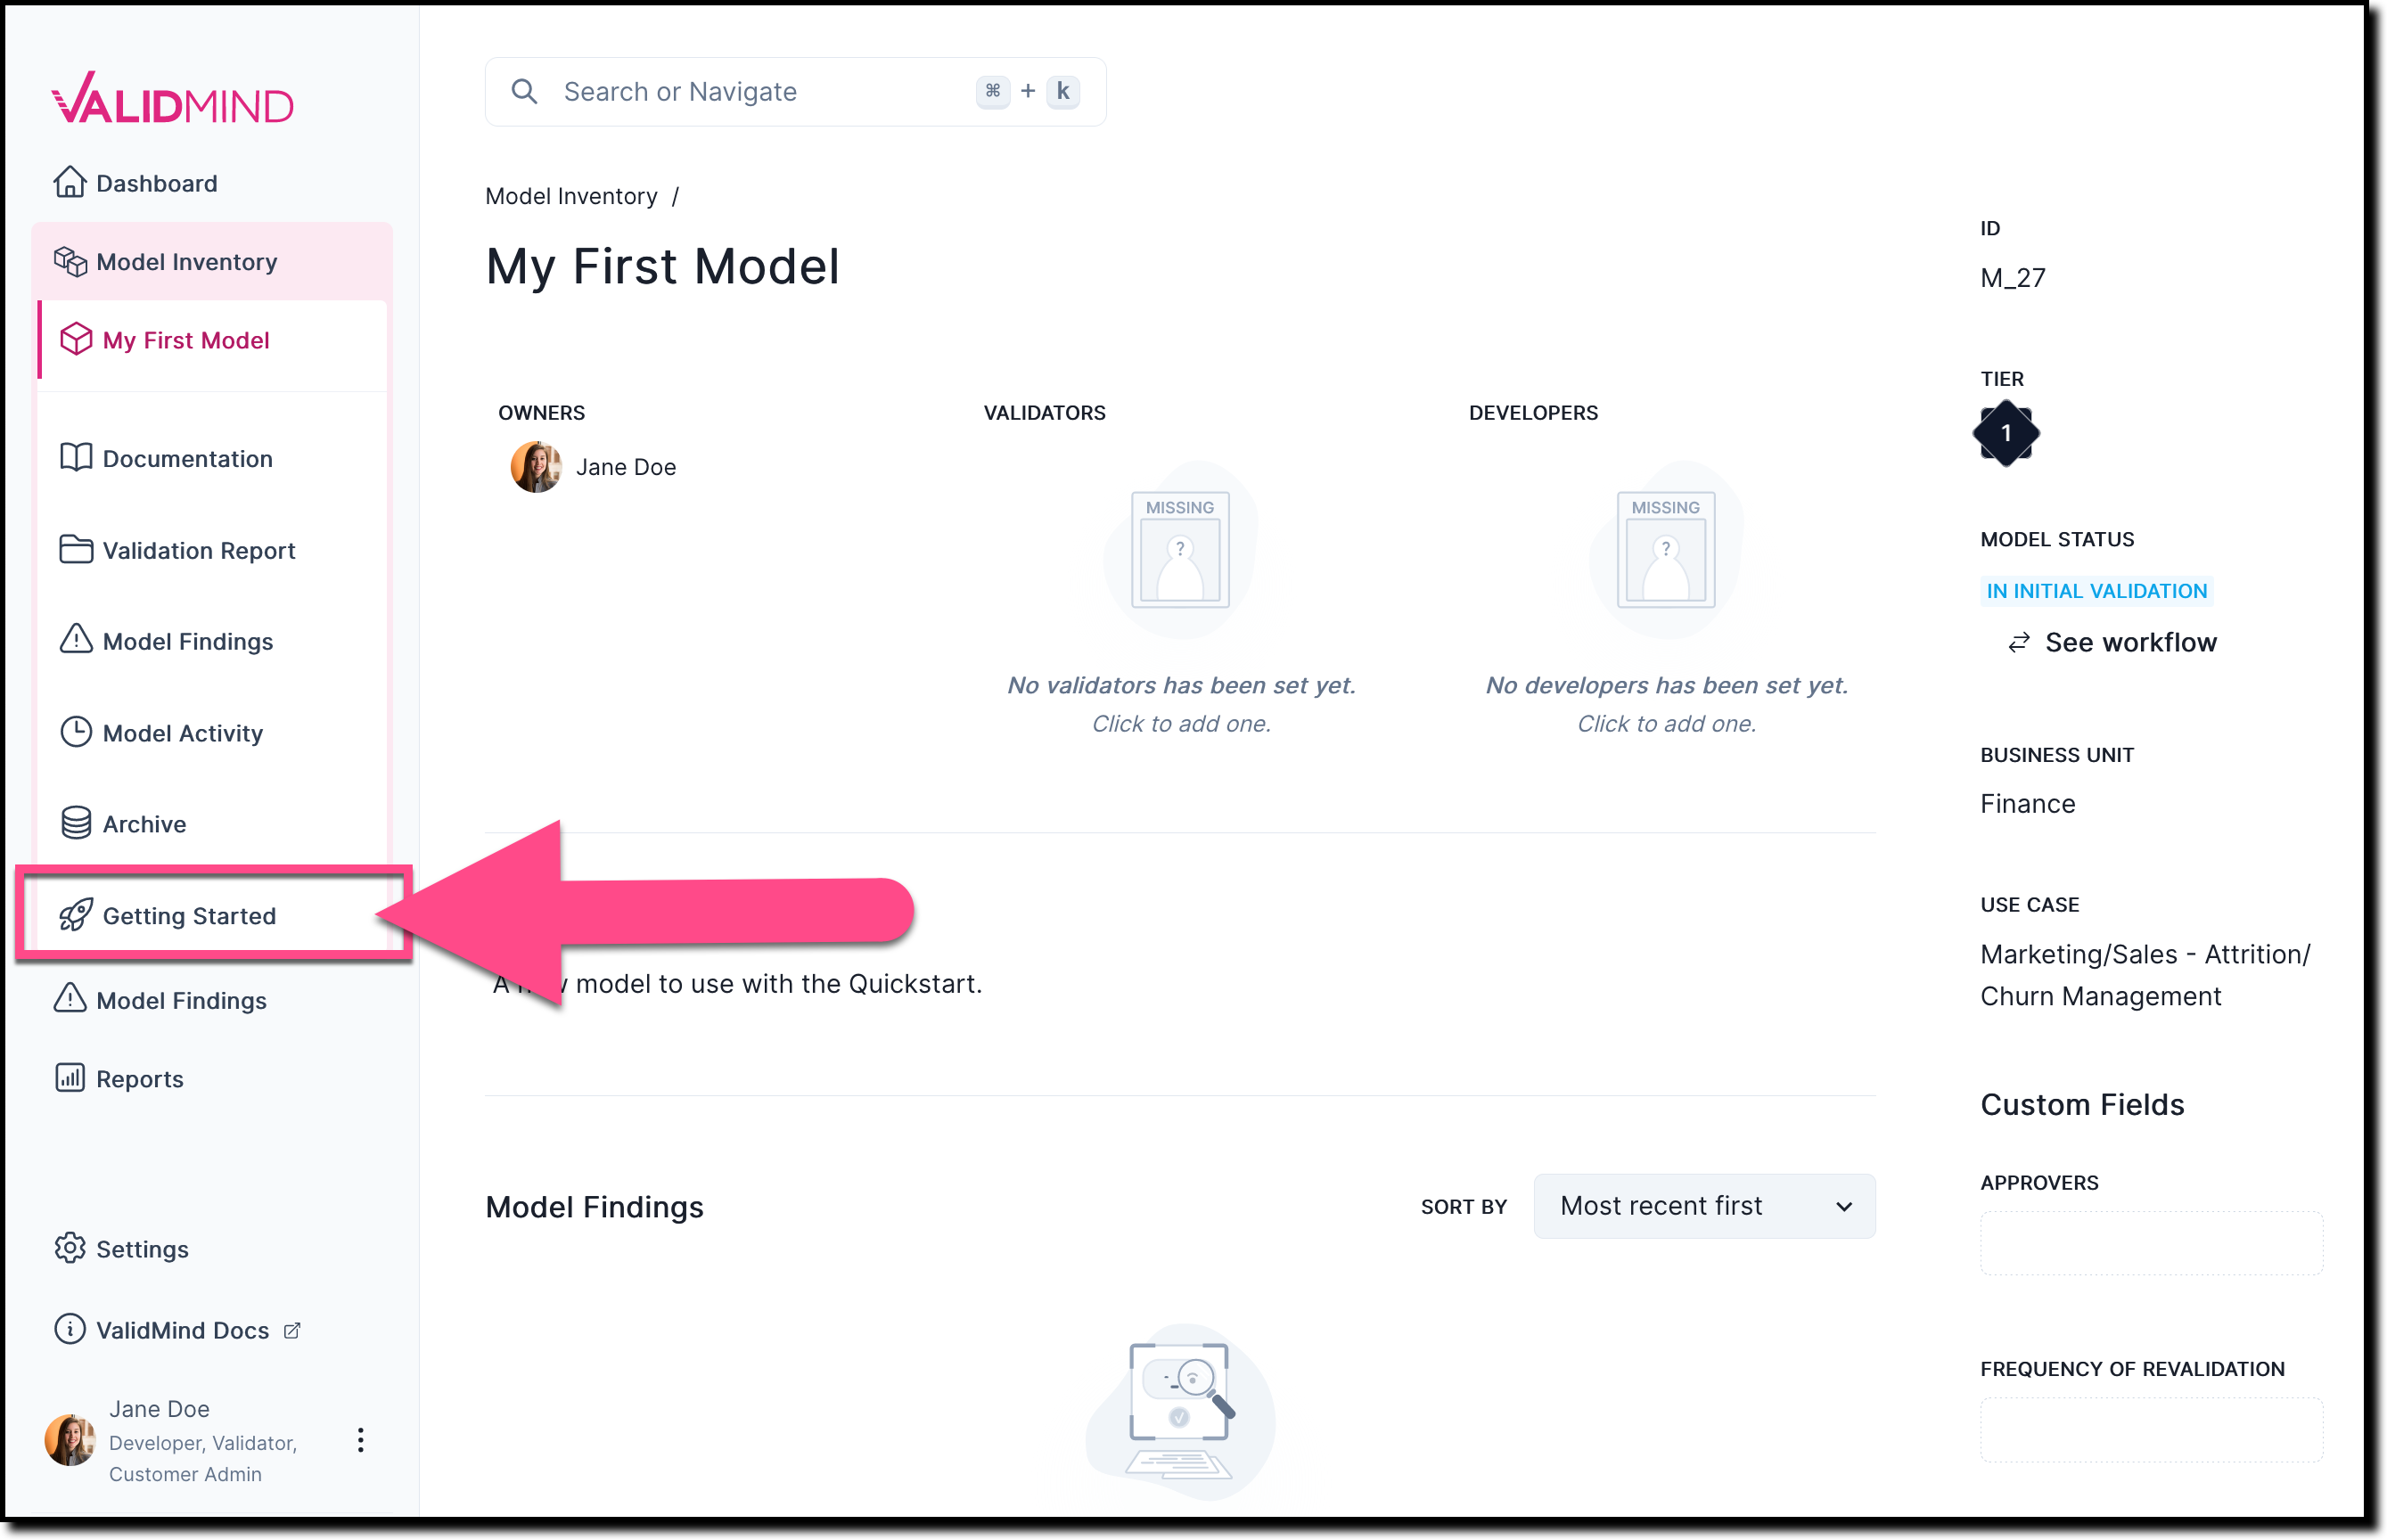 VALIDMIND
Dashboard
Model Inventory
My First Model
Documentation
Validation Report
Model Findings
Model Activity
Archive
Getting Started
Model Findings
Reports
Settings
ValidMind Docs
Jane Doe
Developer, Validator,
Customer Admin
Search or Navigate ⌘ + k
Model Inventory /
My First Model
OWNERS
Jane Doe
VALIDATORS
MISSING
?
No validators has been set yet.
Click to add one.
DEVELOPERS
MISSING
?
No developers has been set yet.
Click to add one.
A model to use with the Quickstart.
Model Findings
SORT BY Most recent first
ID
M_27
TIER
1
MODEL STATUS
IN INITIAL VALIDATION
See workflow
BUSINESS UNIT
Finance
USE CASE
Marketing/Sales - Attrition/
Churn Management
Custom Fields
APPROVERS
FREQUENCY OF REVALIDATION